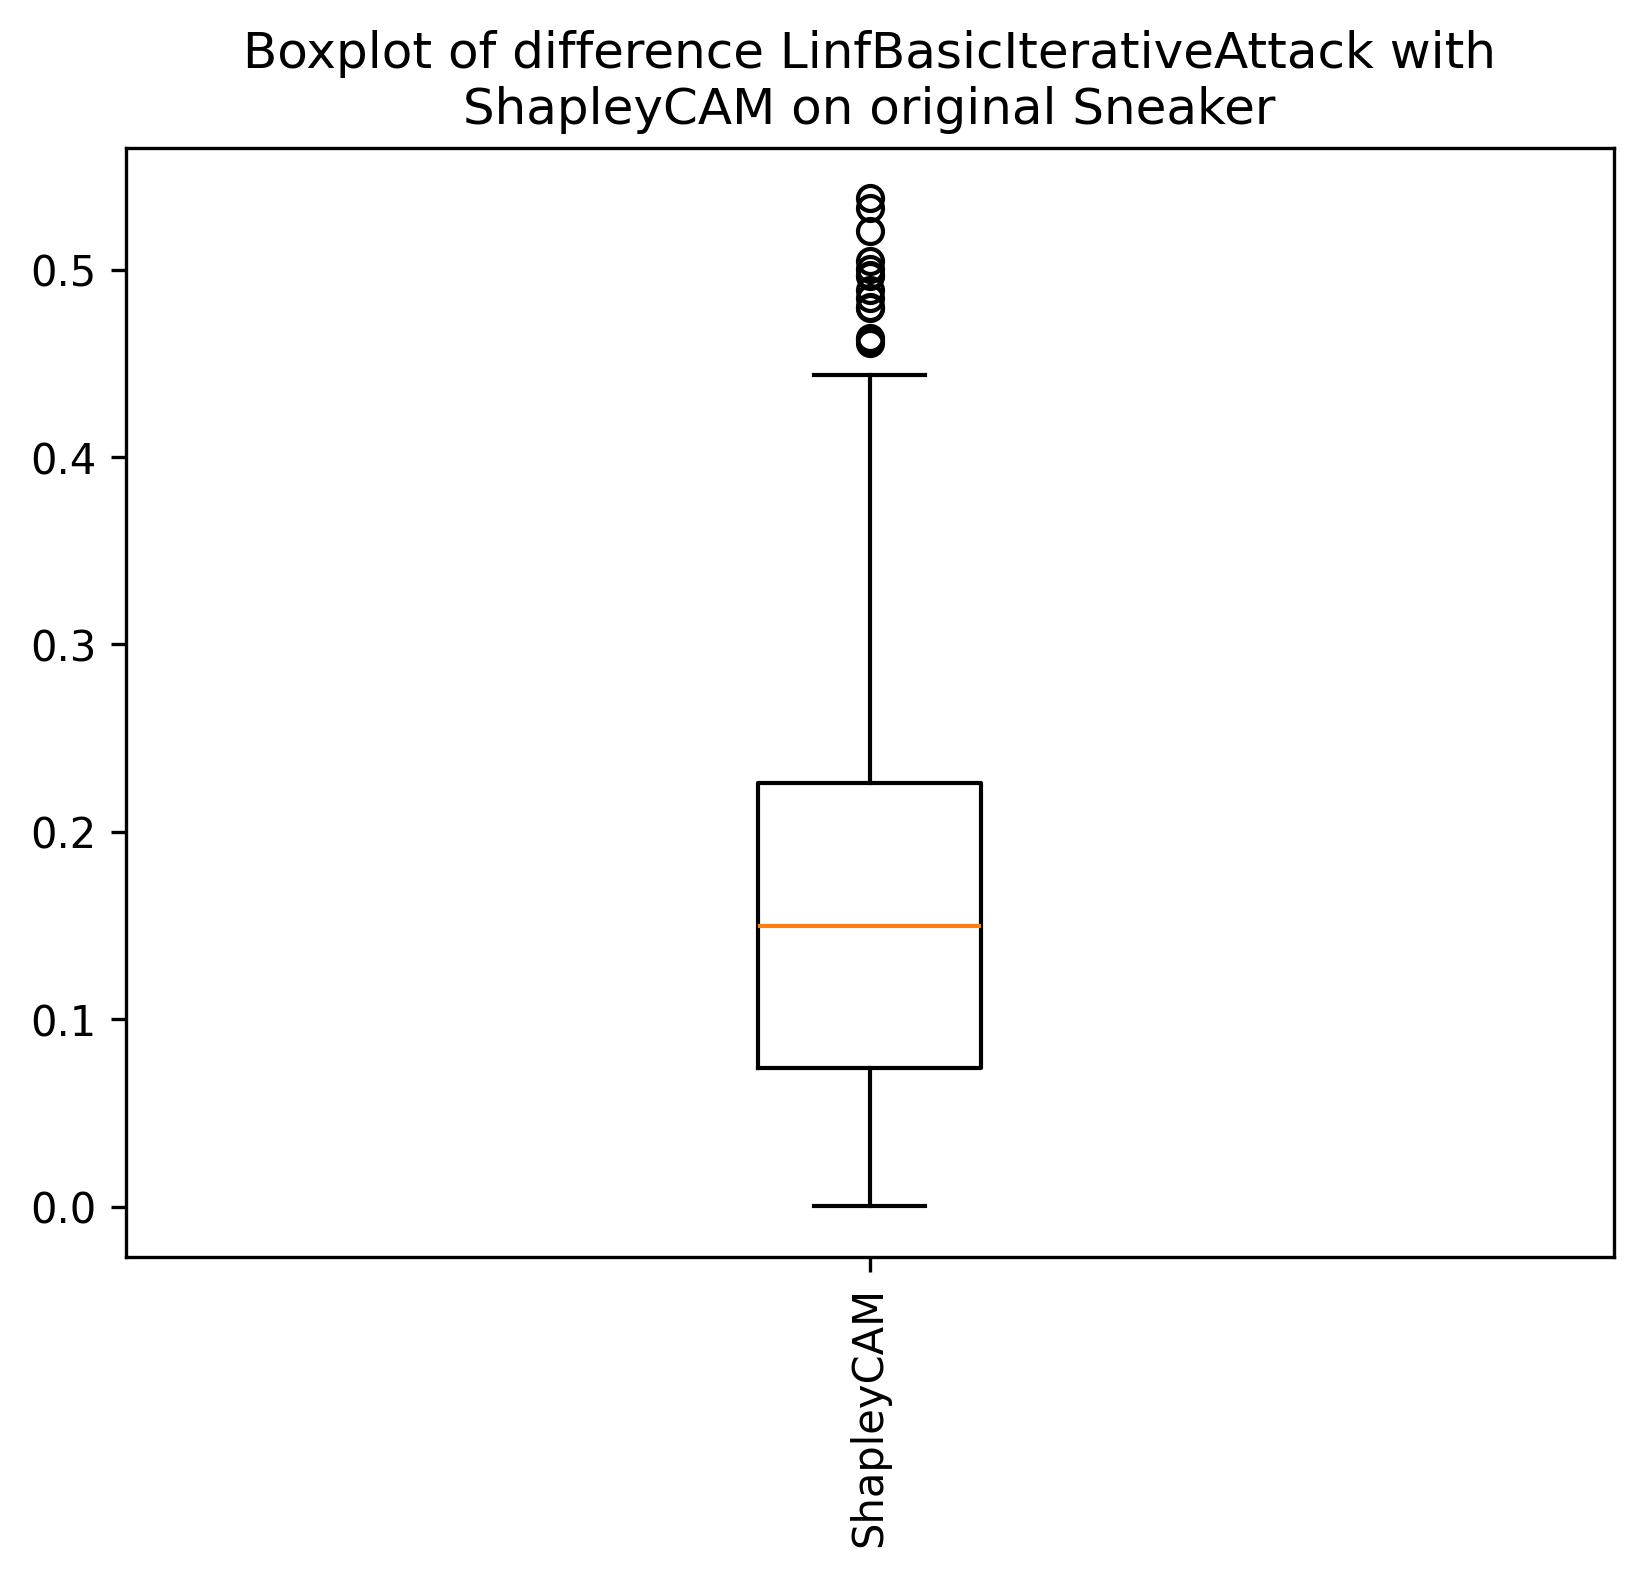 Boxplot of difference LinfBasicIterativeAttack with
ShapleyCAM on original Sneaker
0.5
0.4
0.3
0.2
0.1
0.0
ShapleyCAM